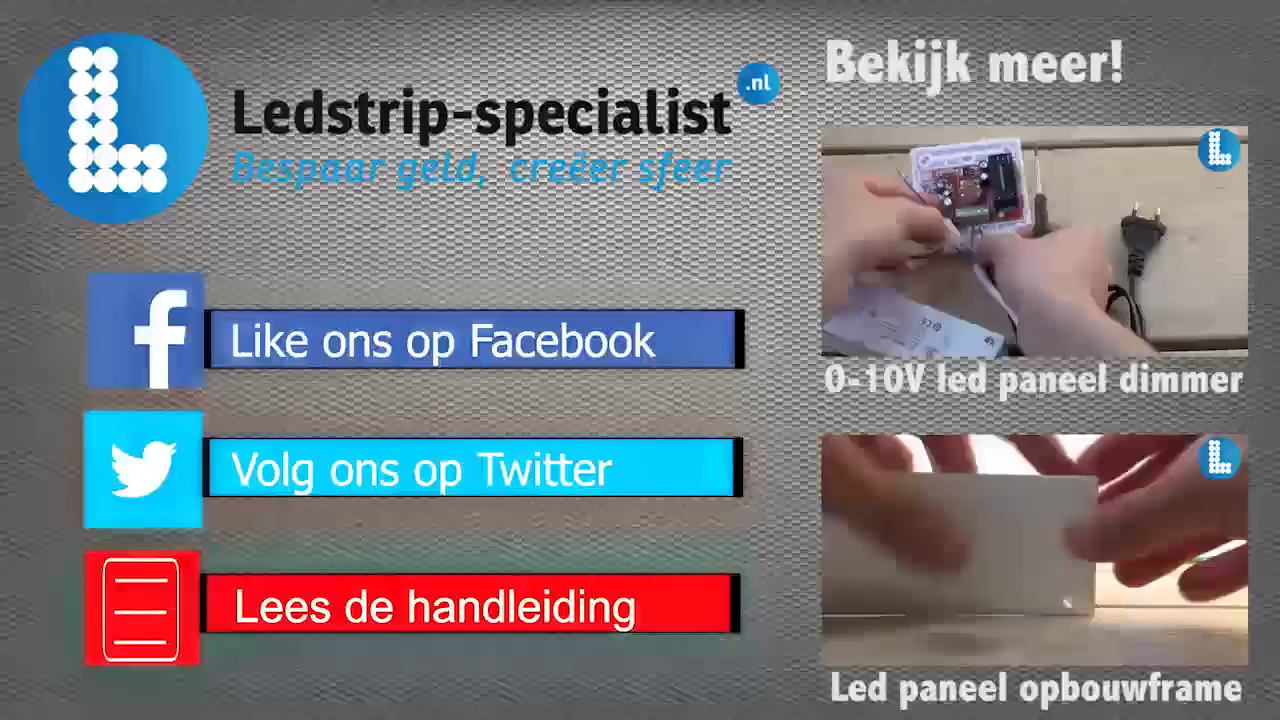 Ledstrip-specialist .nl
Bespaar geld, creëer sfeer
Like ons op Facebook
Volg ons op Twitter
Lees de handleiding
Bekijk meer!
0-10V led paneel dimmer
Led paneel opbouwframe